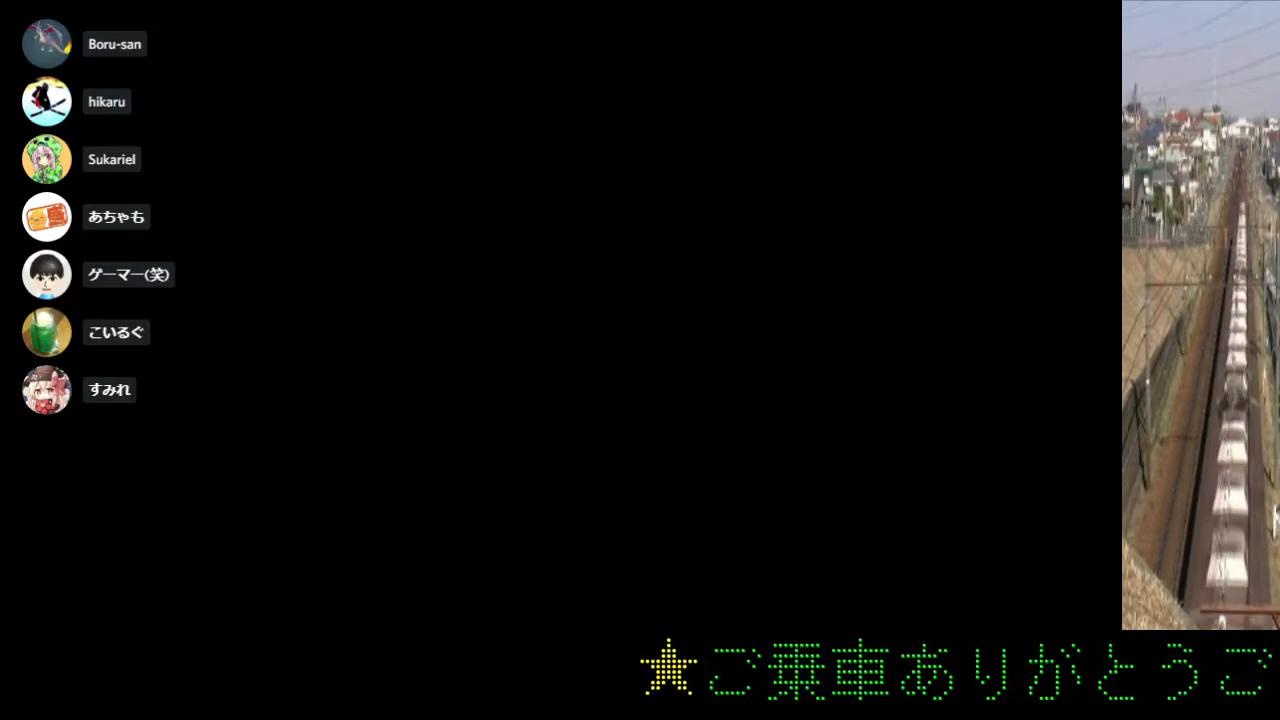 Boru-san
hikaru
Sukariel
あちゃも
ゲーマー(笑)
こいるぐ
すみれ
★ご乗車ありがとうご